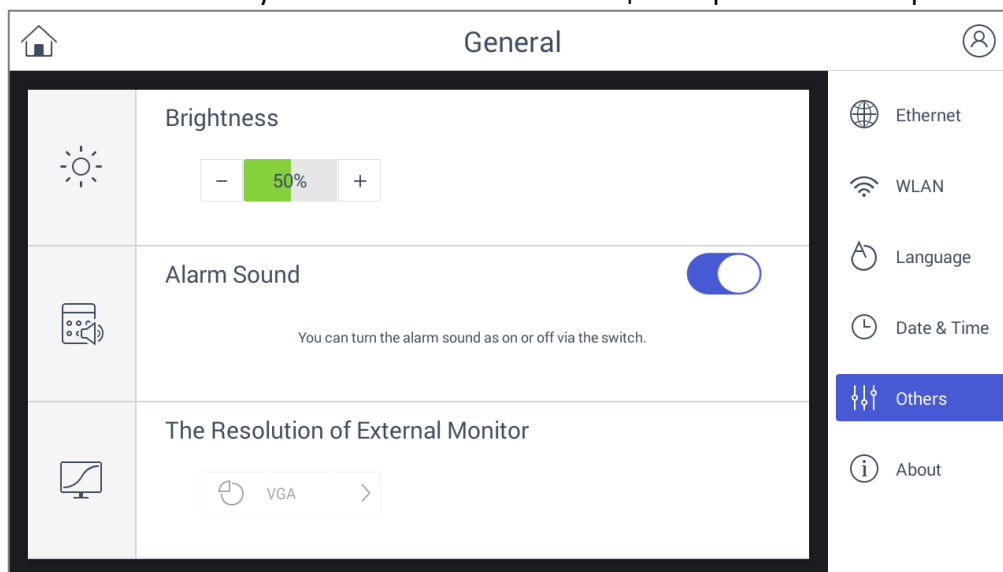 General
Brightness
- 50% +
Alarm Sound
You can turn the alarm sound as on or off via the switch.
The Resolution of External Monitor
VGA
Ethernet
WLAN
Language
Date & Time
Others
About